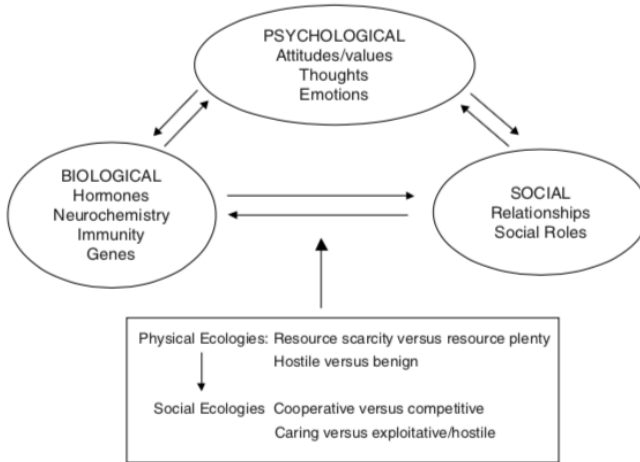 PSYCHOLOGICAL
Attitudes/values
Thoughts
Emotions
BIOLOGICAL
Hormones
Neurochemistry
Immunity
Genes
SOCIAL
Relationships
Social Roles
Physical Ecologies: Resource scarcity versus resource plenty
Hostile versus benign
Social Ecologies Cooperative versus competitive
Caring versus exploitative/hostile